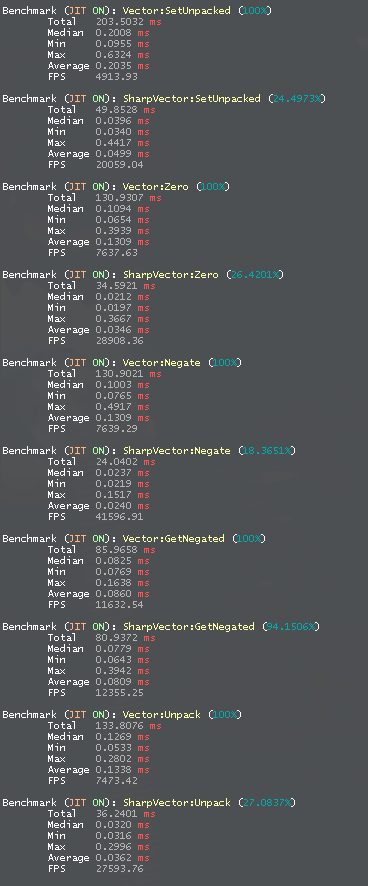 Benchmark (JIT ON): Vector:SetUnpacked (100%)
Total 203.5032 ms
Median 0.2008 ms
Min 0.0955 ms
Max 0.6324 ms
Average 0.2035 ms
FPS 4913.93
Benchmark (JIT ON): SharpVector:SetUnpacked (24.4973%)
Total 49.8528 ms
Median 0.0396 ms
Min 0.0340 ms
Max 0.4417 ms
Average 0.0499 ms
FPS 20059.04
Benchmark (JIT ON): Vector:Zero (100%)
Total 130.9307 ms
Median 0.1094 ms
Min 0.0654 ms
Max 0.3939 ms
Average 0.1309 ms
FPS 7637.63
Benchmark (JIT ON): SharpVector:Zero (26.4201%)
Total 34.5921 ms
Median 0.0212 ms
Min 0.0197 ms
Max 0.3667 ms
Average 0.0346 ms
FPS 28908.36
Benchmark (JIT ON): Vector:Negate (100%)
Total 130.9021 ms
Median 0.1003 ms
Min 0.0765 ms
Max 0.4917 ms
Average 0.1309 ms
FPS 7639.29
Benchmark (JIT ON): SharpVector:Negate (18.3651%)
Total 24.0402 ms
Median 0.0237 ms
Min 0.0219 ms
Max 0.1517 ms
Average 0.0240 ms
FPS 41596.91
Benchmark (JIT ON): Vector:GetNegated (100%)
Total 85.9658 ms
Median 0.0825 ms
Min 0.0769 ms
Max 0.1638 ms
Average 0.0860 ms
FPS 11632.54
Benchmark (JIT ON): SharpVector:GetNegated (94.1506%)
Total 80.9372 ms
Median 0.0779 ms
Min 0.0643 ms
Max 0.3942 ms
Average 0.0809 ms
FPS 12355.25
Benchmark (JIT ON): Vector:Unpack (100%)
Total 133.8076 ms
Median 0.1269 ms
Min 0.0533 ms
Max 0.2802 ms
Average 0.1338 ms
FPS 7473.42
Benchmark (JIT ON): SharpVector:Unpack (27.0837%)
Total 36.2401 ms
Median 0.0320 ms
Min 0.0316 ms
Max 0.2996 ms
Average 0.0362 ms
FPS 27593.76